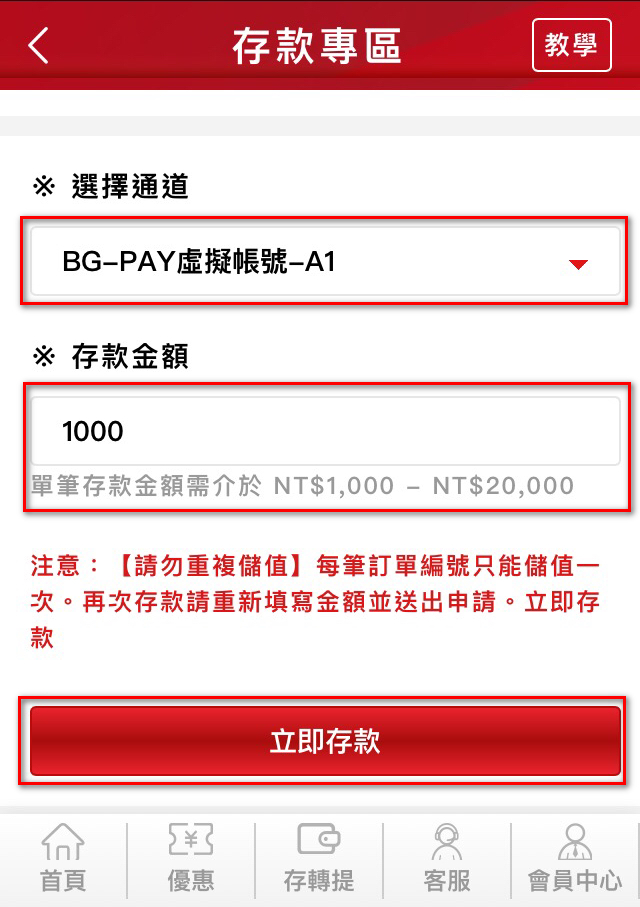 存款專區
教學
※ 選擇通道
BG-PAY虛擬帳號-A1
※ 存款金額
1000
單筆存款金額需介於 NT$1,000 - NT$20,000
注意：【請勿重複儲值】每筆訂單編號只能儲值一
次。再次存款請重新填寫金額並送出申請。立即存
款
立即存款
首頁
優惠
存轉提
客服
會員中心